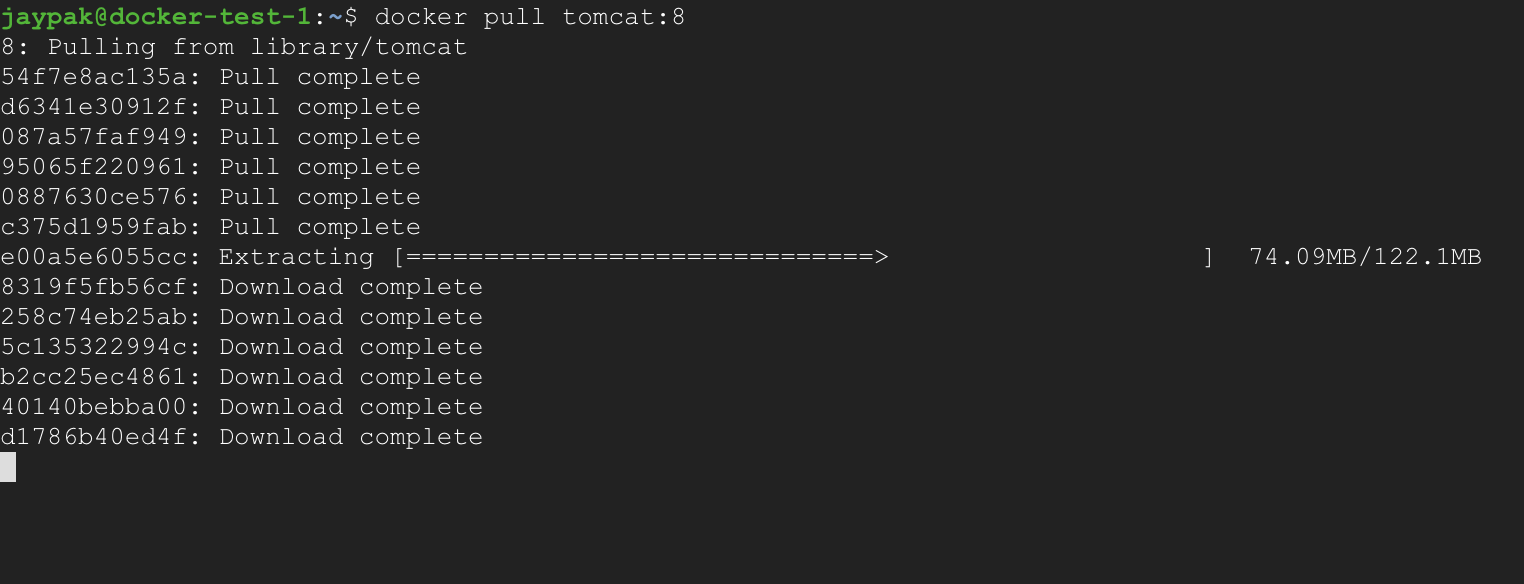 jaypak@docker-test-1:~$ docker pull tomcat:8
8: Pulling from library/tomcat
54f7e8ac135a: Pull complete
d6341e30912f: Pull complete
087a57faf949: Pull complete
95065f220961: Pull complete
0887630ce576: Pull complete
c375d1959fab: Pull complete
e00a5e6055cc: Extracting [==============================>                    ]  74.09MB/122.1MB
8319f5fb56cf: Download complete
258c74eb25ab: Download complete
5c135322994c: Download complete
b2cc25ec4861: Download complete
40140bebba00: Download complete
d1786b40ed4f: Download complete